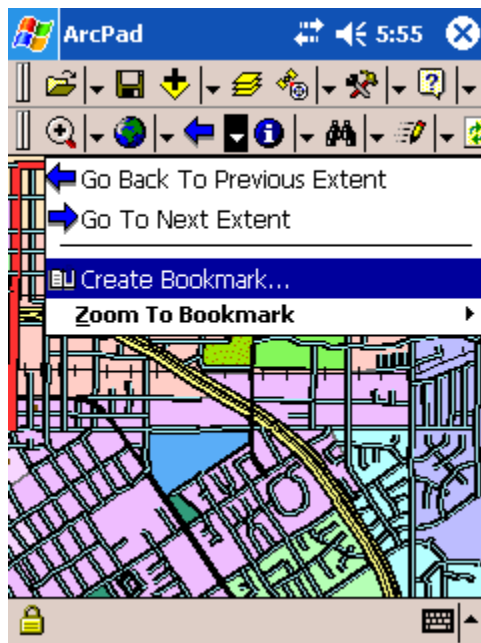 ArcPad 5:55
Go Back To Previous Extent
Go To Next Extent
Create Bookmark...
Zoom To Bookmark